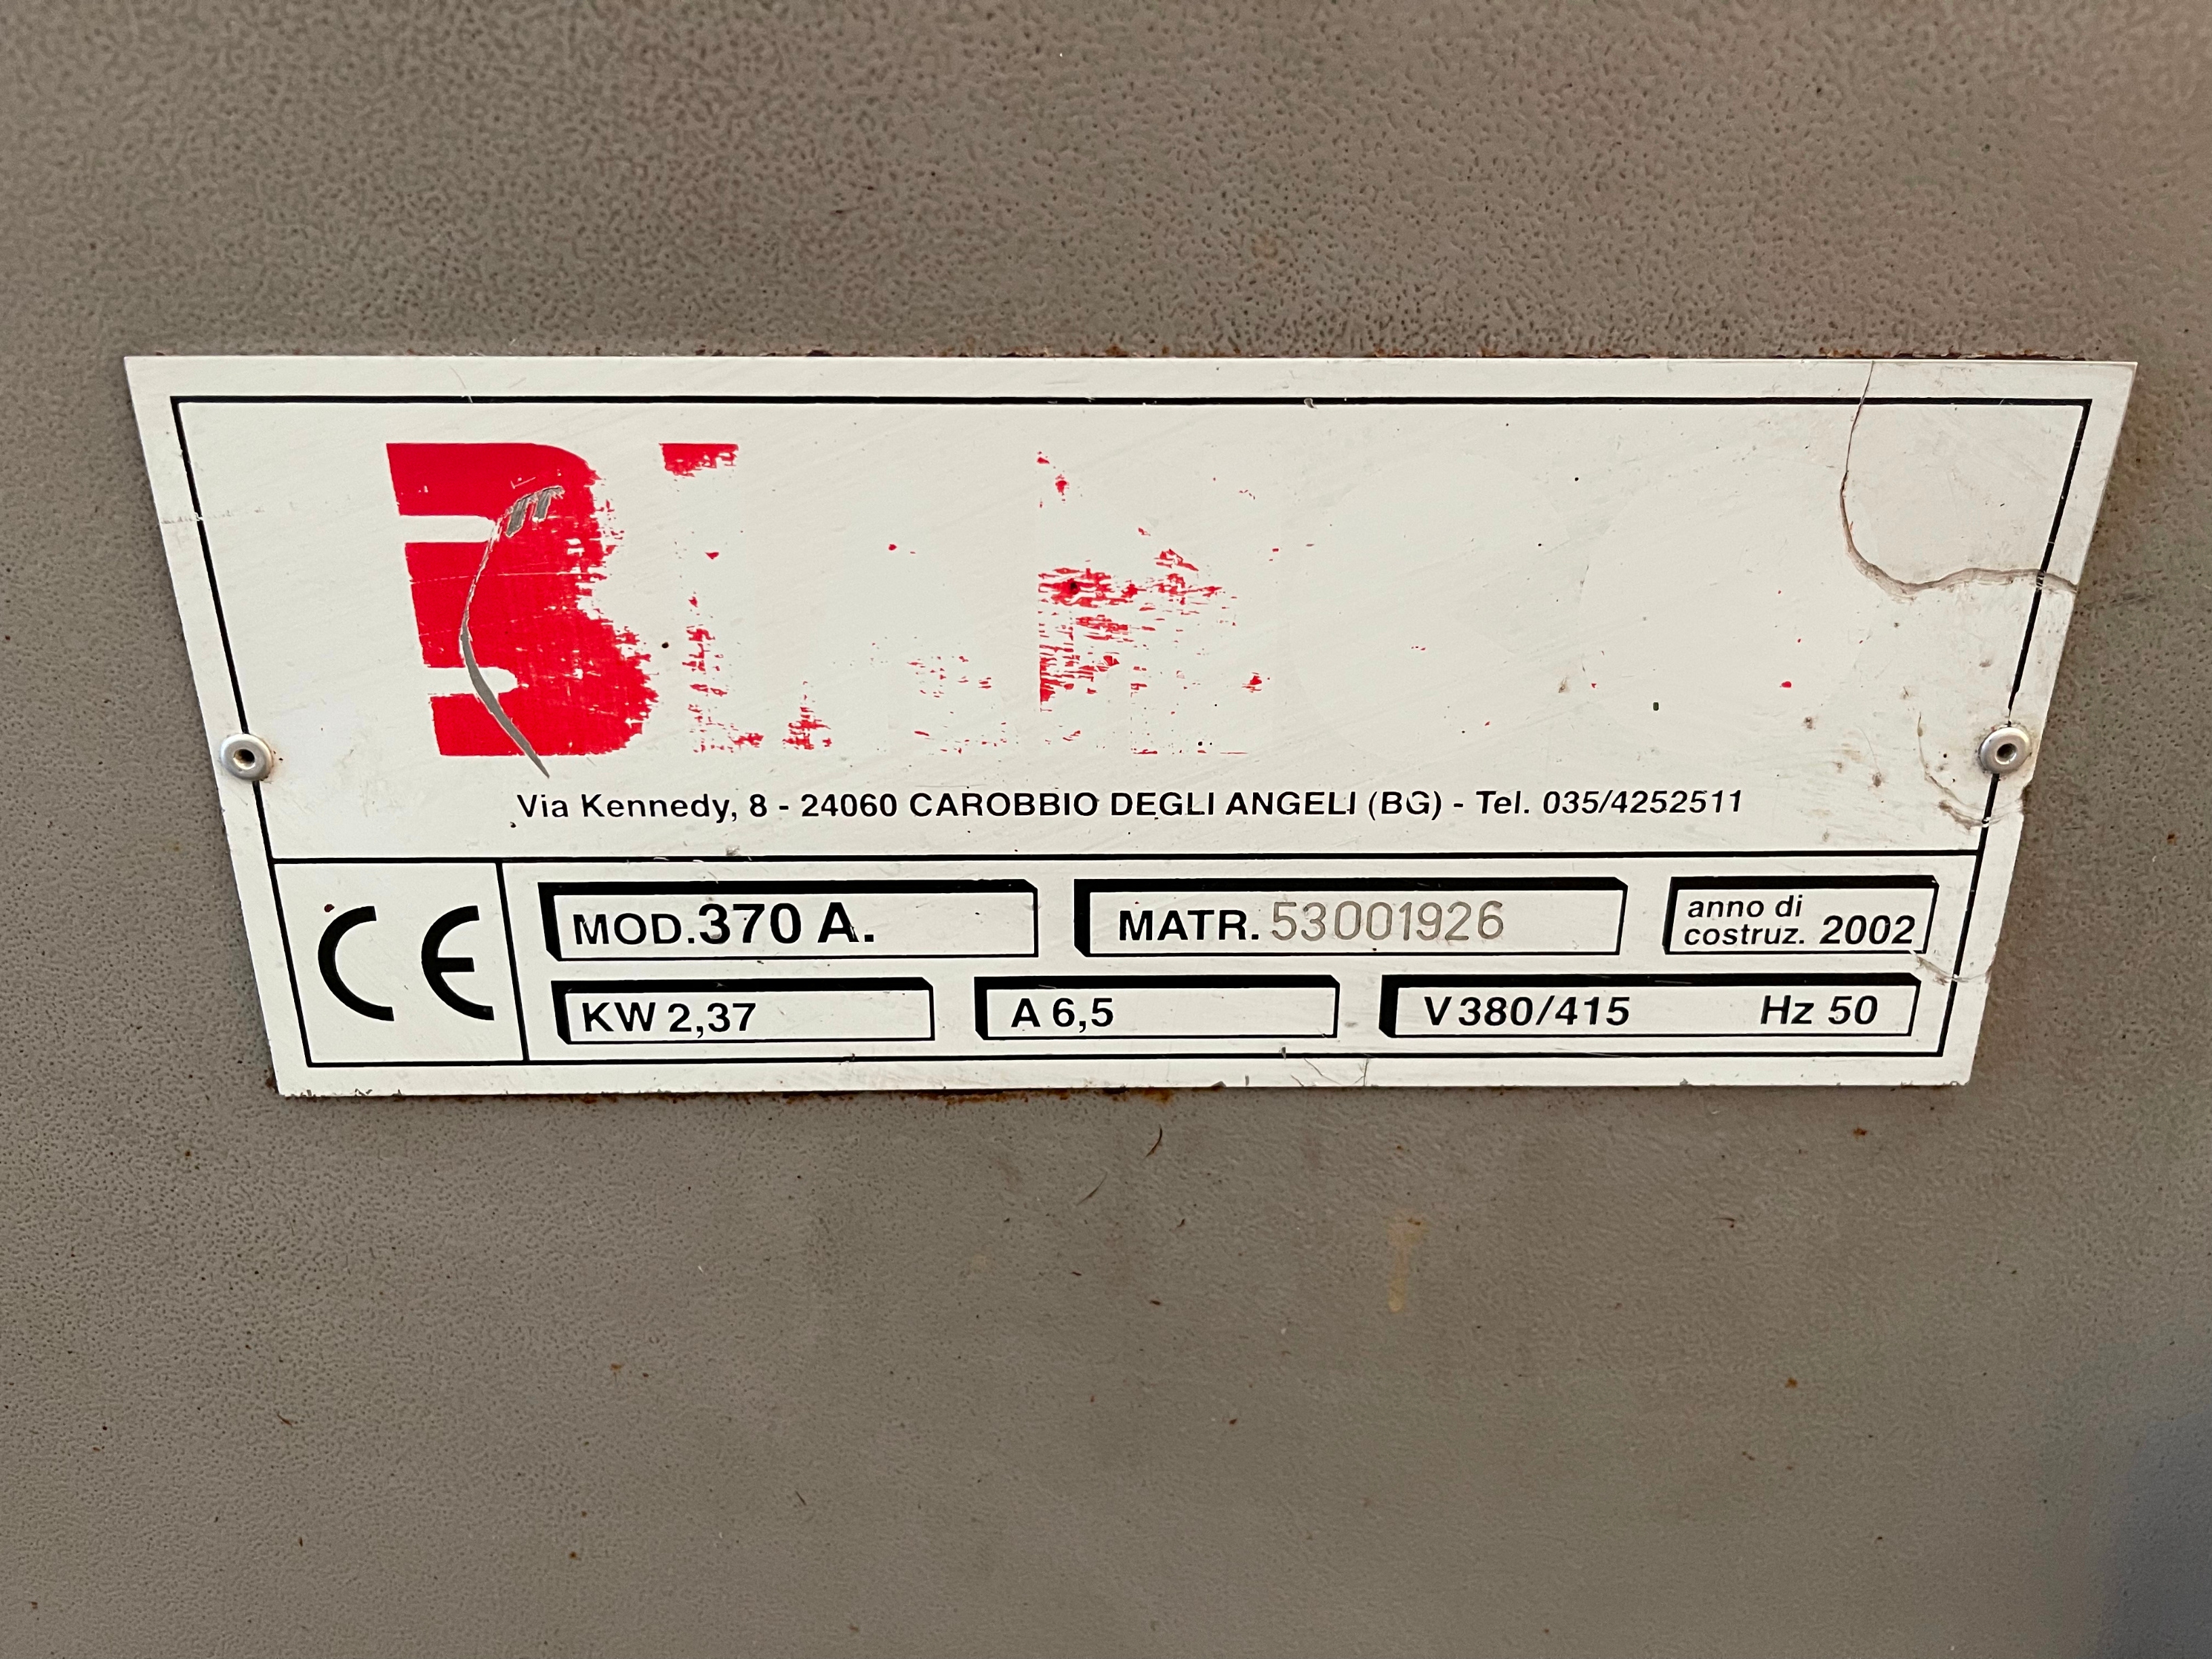 Via Kennedy, 8 - 24060 CAROBBIO DEGLI ANGELI (BG) - Tel. 035/4252511
CE
MOD. 370 A.
MATR. 53001926
anno di
costruz. 2002
KW 2,37
A 6,5
V 380/415 Hz 50